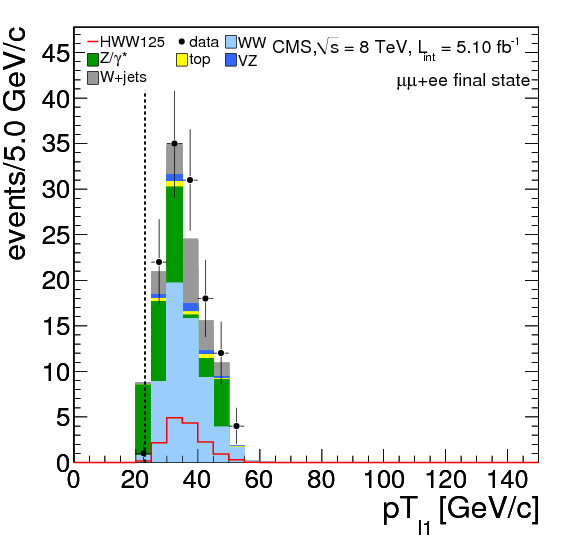 HWW125 data WW
Z/γ* top VZ
W+jets
CMS,√s = 8 TeV, L_int = 5.10 fb⁻¹
μμ+ee final state
events/5.0 GeV/c
45
40
35
30
25
20
15
10
5
0
0 20 40 60 80 100 120 140
pT_l1 [GeV/c]